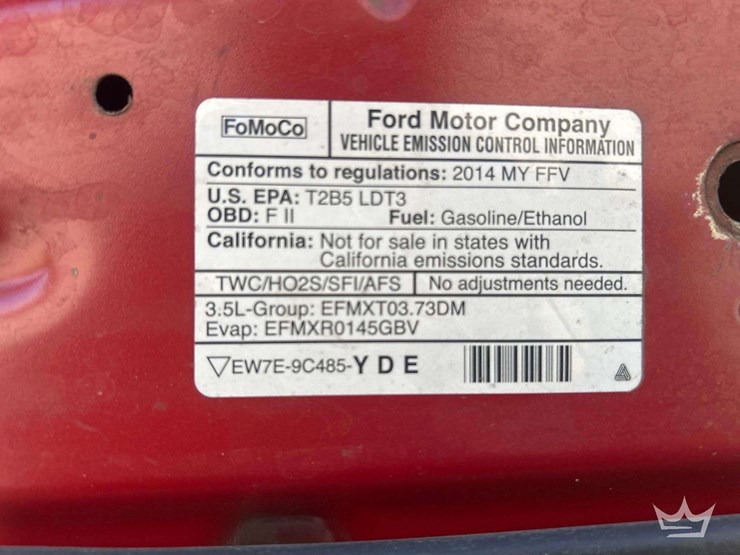 FoMoCo
Ford Motor Company
VEHICLE EMISSION CONTROL INFORMATION
Conforms to regulations: 2014 MY FFV
U.S. EPA: T2B5 LDT3
OBD: F II Fuel: Gasoline/Ethanol
California: Not for sale in states with
California emissions standards.
TWC/HO2S/SFI/AFS No adjustments needed.
3.5L-Group: EFMXT03.73DM
Evap: EFMXR0145GBV
EW7E-9C485-Y D E